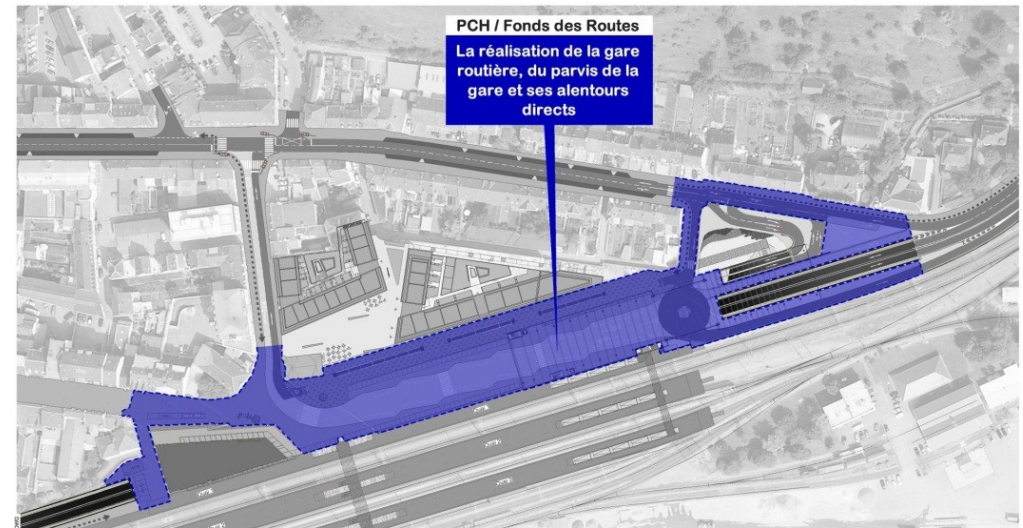 PCH / Fonds des Routes
La réalisation de la gare
routière, du parvis de la
gare et ses alentours
directs